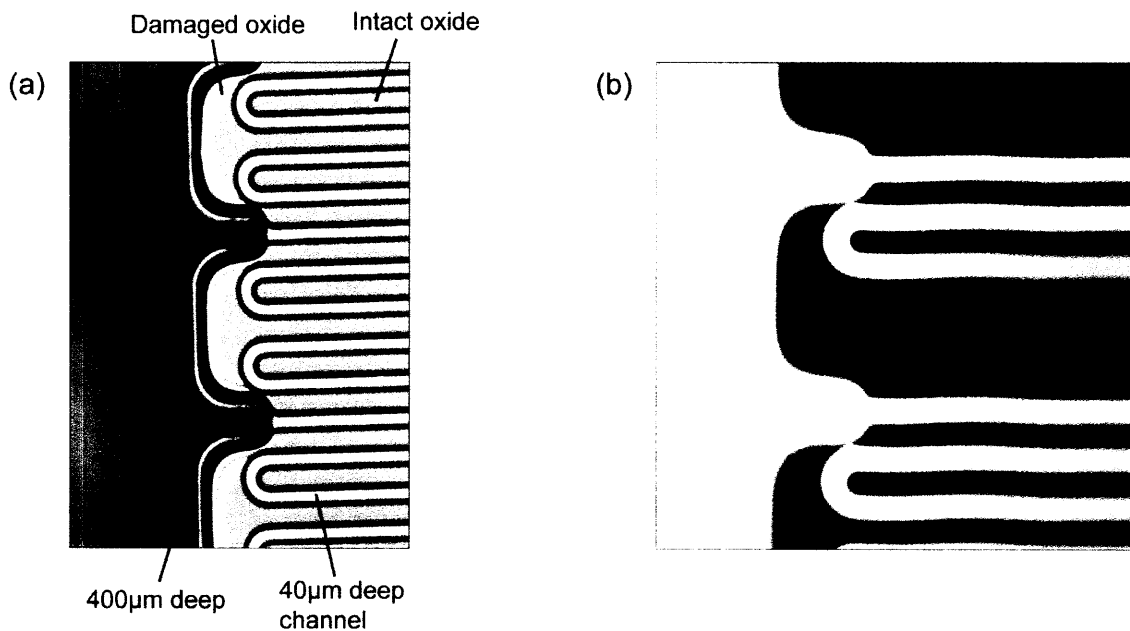 Damaged oxide
Intact oxide
(a)
(b)
400μm deep
40μm deep
channel